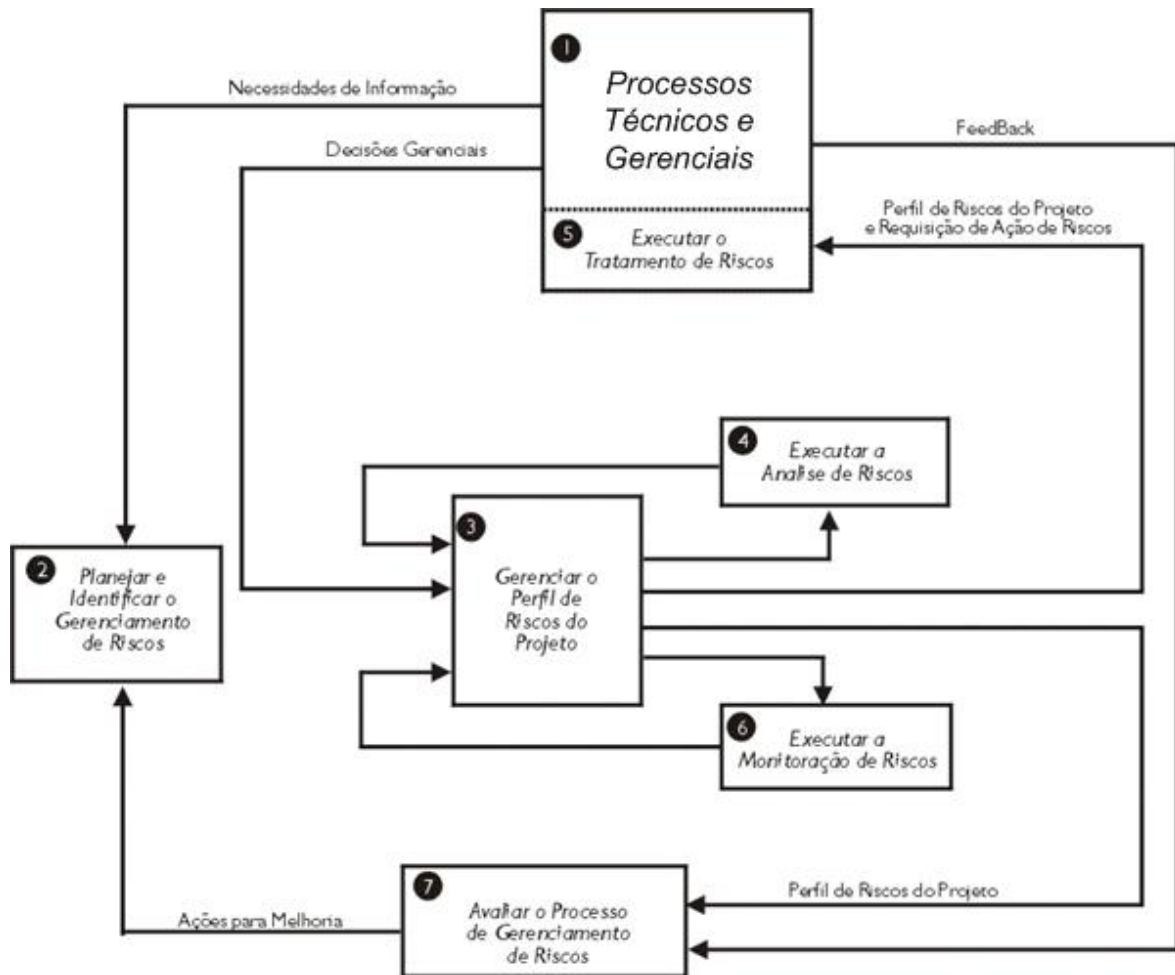 1
Processos
Técnicos e
Gerenciais
Necessidades de Informação
Decisões Gerenciais
FeedBack
Perfil de Riscos do Projeto
e Requisição de Ação de Riscos
5
Executar o
Tratamento de Riscos
4
Executar a
Analise de Riscos
3
Gerenciar o
Perfil de
Riscos do
Projeto
2
Planejar e
Identificar o
Gerenciamento
de Riscos
6
Executar a
Monitoração de Riscos
7
Avaliar o Processo
de Gerenciamento
de Riscos
Perfil de Riscos do Projeto
Ações para Melhoria